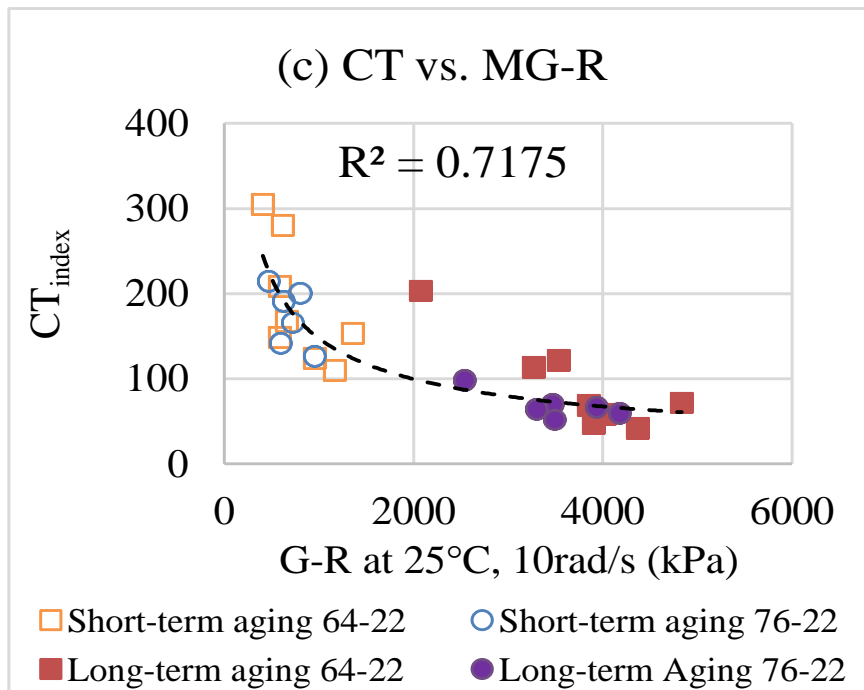 (c) CT vs. MG-R
R² = 0.7175
400
300
200
100
0
CTindex
0 2000 4000 6000
G-R at 25°C, 10rad/s (kPa)
Short-term aging 64-22 Short-term aging 76-22
Long-term aging 64-22 Long-term Aging 76-22